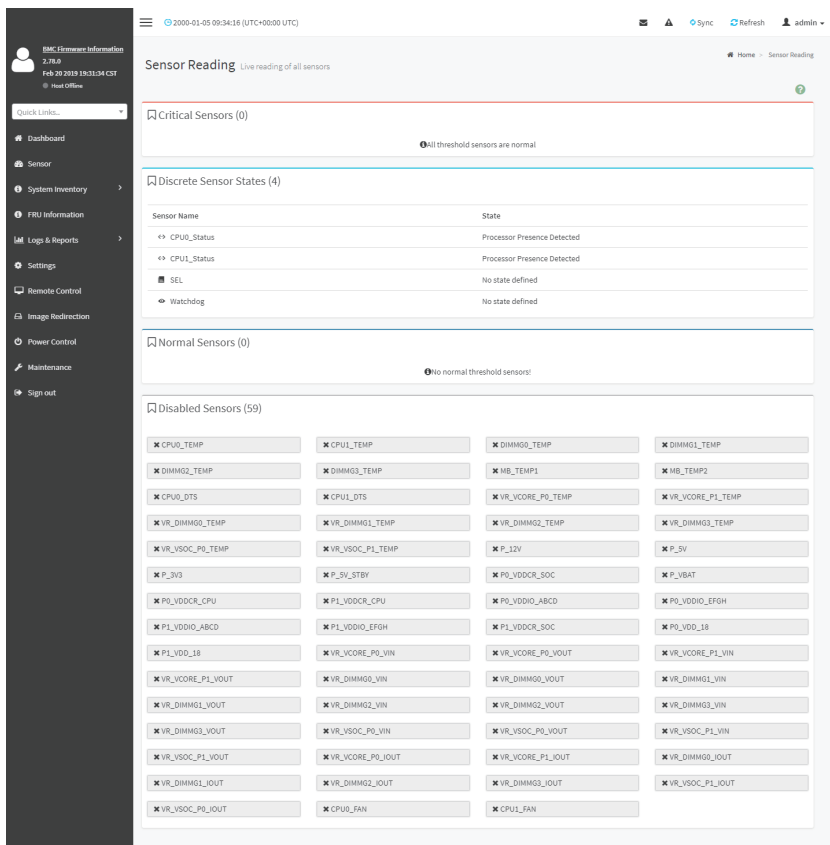 2000-01-05 09:34:16 (UTC+00:00 UTC)
Sync
Refresh
admin
BMC Firmware Information
2.78.0
Feb 20 2019 19:31:34 CST
Host Offline
Quick Links...
Dashboard
Sensor
System Inventory
FRU Information
Logs & Reports
Settings
Remote Control
Image Redirection
Power Control
Maintenance
Sign out
Sensor Reading Live reading of all sensors
Home > Sensor Reading
Critical Sensors (0)
All threshold sensors are normal
Discrete Sensor States (4)
Sensor Name State
CPU0_Status Processor Presence Detected
CPU1_Status Processor Presence Detected
SEL No state defined
Watchdog No state defined
Normal Sensors (0)
No normal threshold sensors!
Disabled Sensors (59)
CPU0_TEMP CPU1_TEMP DIMMG0_TEMP DIMMG1_TEMP
DIMMG2_TEMP DIMMG3_TEMP MB_TEMP1 MB_TEMP2
CPU0_DTS CPU1_DTS VR_VCORE_P0_TEMP VR_VCORE_P1_TEMP
VR_DIMMG0_TEMP VR_DIMMG1_TEMP VR_DIMMG2_TEMP VR_DIMMG3_TEMP
VR_VSOC_P0_TEMP VR_VSOC_P1_TEMP P_12V P_5V
P_3V3 P_5V_STBY P0_VDDCR_SOC P_VBAT
P0_VDDCR_CPU P1_VDDCR_CPU P0_VDDIO_ABCD P0_VDDIO_EFGH
P1_VDDIO_ABCD P1_VDDIO_EFGH P1_VDDCR_SOC P0_VDD_18
P1_VDD_18 VR_VCORE_P0_VIN VR_VCORE_P0_VOUT VR_VCORE_P1_VIN
VR_VCORE_P1_VOUT VR_DIMMG0_VIN VR_DIMMG0_VOUT VR_DIMMG1_VIN
VR_DIMMG1_VOUT VR_DIMMG2_VIN VR_DIMMG2_VOUT VR_DIMMG3_VIN
VR_DIMMG3_VOUT VR_VSOC_P0_VIN VR_VSOC_P0_VOUT VR_VSOC_P1_VIN
VR_VSOC_P1_VOUT VR_VCORE_P0_IOUT VR_VCORE_P1_IOUT VR_DIMMG0_IOUT
VR_DIMMG1_IOUT VR_DIMMG2_IOUT VR_DIMMG3_IOUT VR_VSOC_P1_IOUT
VR_VSOC_P0_IOUT CPU0_FAN CPU1_FAN